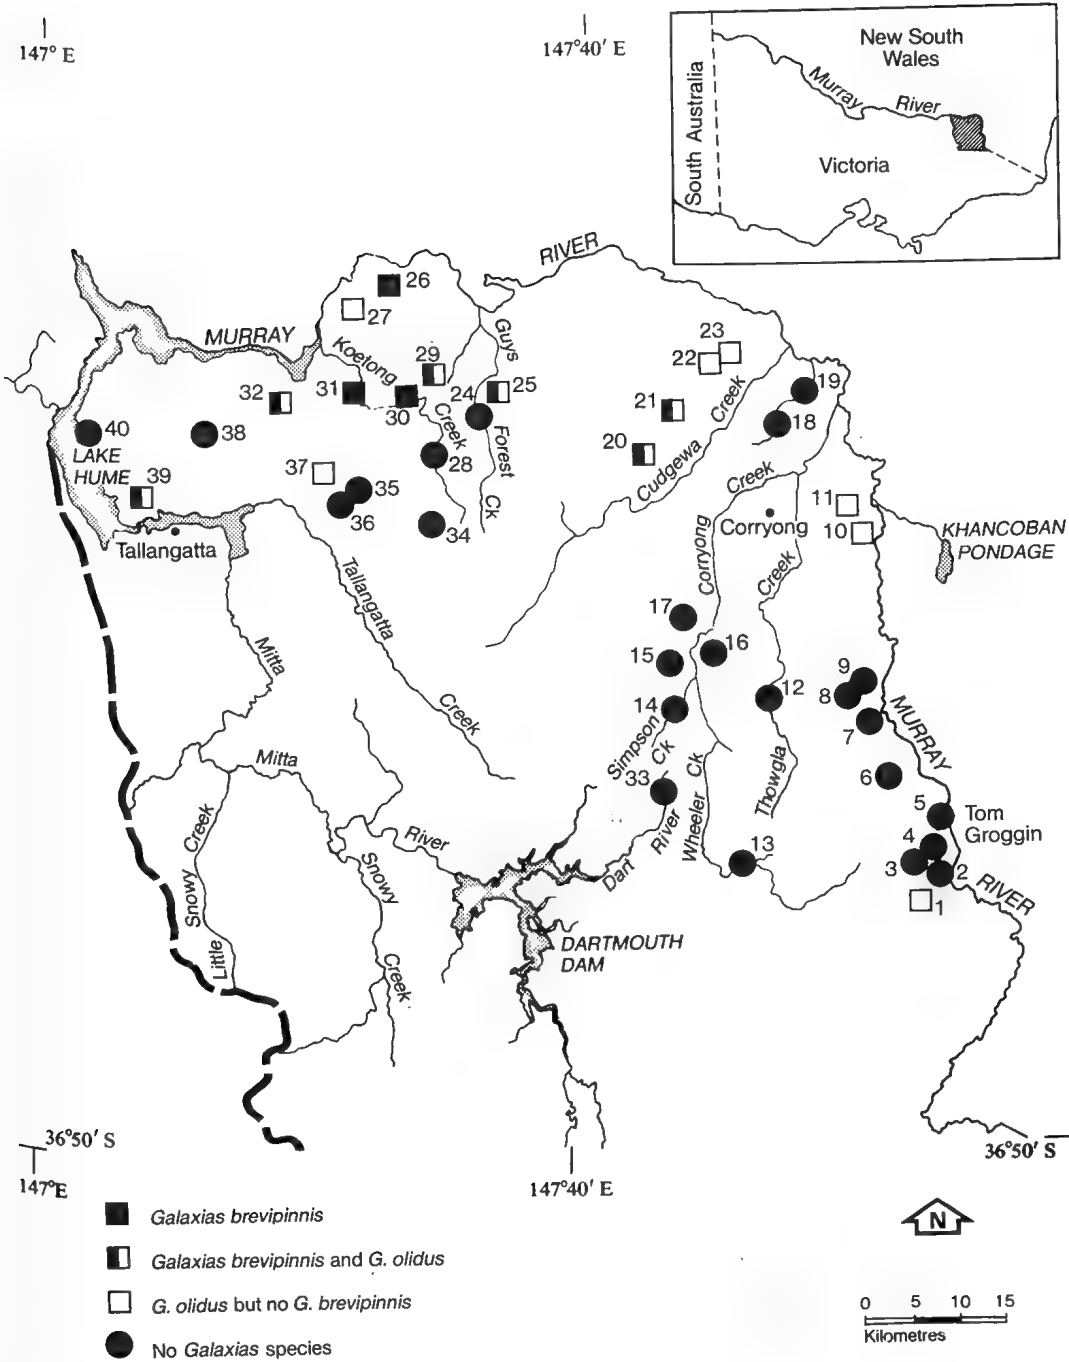 147° E
147°40′ E
New South
Wales
South Australia
Murray
River
Victoria
RIVER
26
27
MURRAY
Koetong
Guys
23
22
29
25
31
32
30
24
21
Creek
19
18
40
38
Creek
Forest
20
Cudgewa
LAKE
HUME
28
37
35
36
39
Ck
34
Creek
11
Corryong
10
KHANCOBAN
PONDAGE
Tallangatta
Tallangatta
Corryong
Creek
17
16
15
Mitta
9
8
12
14
MURRAY
7
Creek
Simpson
Ck
Mitta
Ck
6
33
Thowgla
5
Tom
Groggin
Creek
River
River
Wheeler
4
13
3
2
Snowy
Dart
RIVER
1
Snowy
Little
DARTMOUTH
DAM
Creek
36°50′ S
36°50′ S
147°E
147°40′ E
Galaxias brevipinnis
N
Galaxias brevipinnis and G. olidus
G. olidus but no G. brevipinnis
0 5 10 15
Kilometres
No Galaxias species